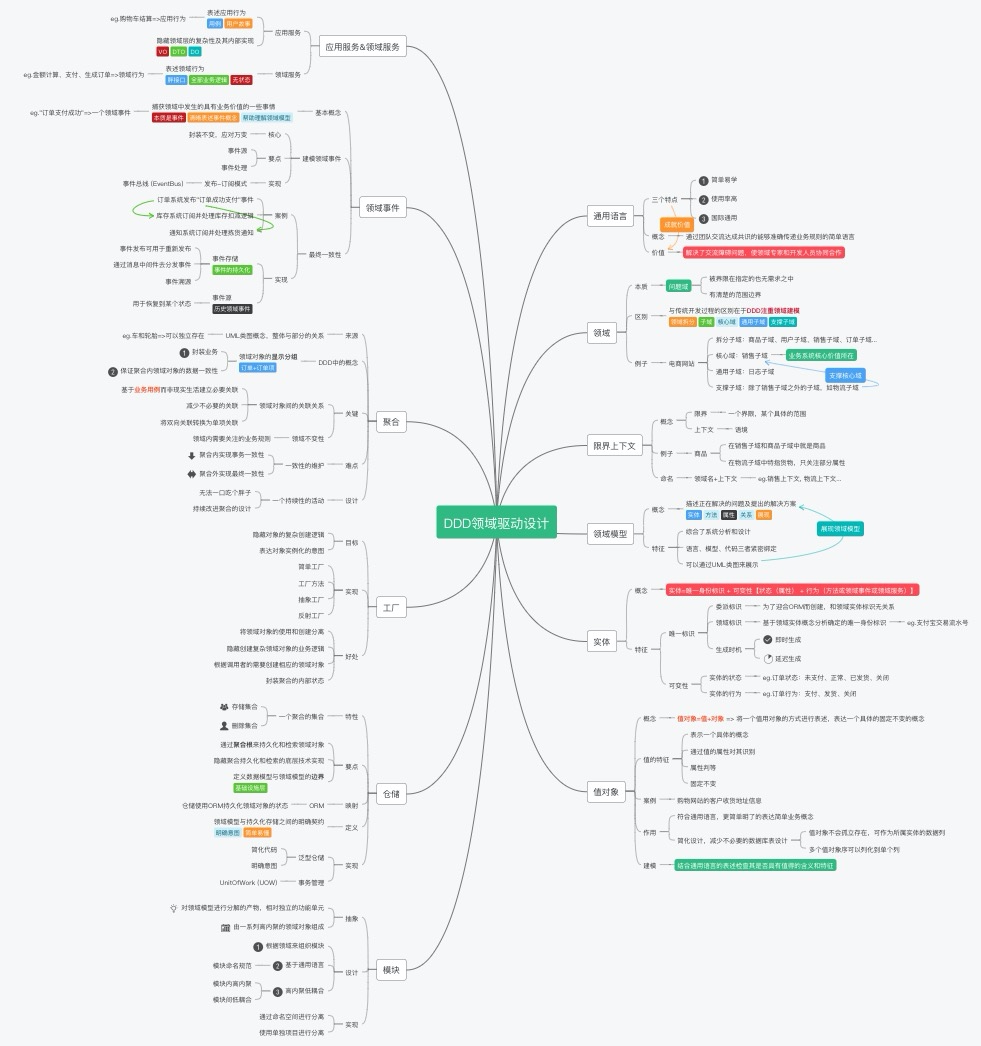 DDD领域驱动设计
应用服务&领域服务
应用服务
表述应用行为
用例 用户故事
eg.购物车结算=>应用行为
隐藏领域层的复杂性及其内部实现
VO DTO DO
领域服务
表述领域行为
胖接口 全部业务逻辑 无状态
eg.金额计算、支付、生成订单=>领域行为
领域事件
基本概念
捕获领域中发生的具有业务价值的一些事情
本质是事件 清晰表述事件概念 帮助理解领域模型
eg."订单支付成功"=>一个领域事件
建模领域事件
核心
封装不变，应对万变
要点
事件源
事件处理
实现
发布-订阅模式
事件总线 (EventBus)
最终一致性
案例
订单系统发布"订单成功支付"事件
库存系统订阅并处理库存扣减逻辑
通知系统订阅并处理拣货通知
实现
事件存储
事件的持久化
事件发布可用于重新发布
通过消息中间件去分发事件
事件溯源
事件源
历史领域事件
用于恢复到某个状态
聚合
来源
UML类图概念，整体与部分的关系
eg.车和轮胎=>可以独立存在
DDD中的概念
领域对象的显示分组
订单+订单项
1 封装业务
2 保证聚合内领域对象的数据一致性
关键
领域对象间的关联关系
基于业务用例而非现实生活建立必要关联
减少不必要的关联
将双向关联转换为单项关联
领域不变性
领域内需要关注的业务规则
难点
一致性的维护
聚合内实现事务一致性
聚合外实现最终一致性
设计
一个持续性的活动
无法一口吃个胖子
持续改进聚合的设计
工厂
目标
隐藏对象的复杂创建逻辑
表达对象实例化的意图
实现
简单工厂
工厂方法
抽象工厂
反射工厂
好处
将领域对象的使用和创建分离
隐藏创建复杂领域对象的业务逻辑
根据调用者的需要创建相应的领域对象
封装聚合的内部状态
仓储
特性
一个聚合的集合
存储集合
删除集合
要点
通过聚合根来持久化和检索领域对象
隐藏聚合持久化和检索的底层技术实现
定义数据模型与领域模型的边界
基础设施层
映射
ORM
仓储使用ORM持久化领域对象的状态
定义
领域模型与持久化存储之间的明确契约
明确意图
实现
泛型仓储
简化代码
明确意图
事务管理
UnitOfWork (UOW)
模块
抽象
对领域模型进行分解的产物，相对独立的功能单元
由一系列高内聚的领域对象组成
设计
1 根据领域来组织模块
2 基于通用语言
模块命名规范
3 高内聚低耦合
模块内高内聚
模块间低耦合
实现
通过命名空间进行分离
使用单独项目进行分离
通用语言
三个特点
1 简单易学
2 使用率高
3 国际通用
成就价值
概念
通过团队交流达成共识的能够准确传递业务规则的简单语言
价值
解决了交流障碍问题，使领域专家和开发人员协同合作
领域
本质
问题域
被界限在指定的也无需求之中
有清楚的范围边界
区别
与传统开发过程的区别在于DDD注重领域建模
领域拆分 子域 核心域 通用子域 支撑子域
例子
电商网站
拆分子域：商品子域、用户子域，销售子域、订单子域...
核心域：销售子域
业务系统核心价值所在
通用子域：日志子域
支撑子域：除了销售子域之外的子域，如物流子域
支撑核心域
限界上下文
概念
限界
一个界限，某个具体的范围
上下文
语境
例子
商品
在销售子域和商品子域中就是商品
在物流子域中特指货物，只关注部分属性
命名
领域名+上下文
eg.销售上下文, 物流上下文...
领域模型
概念
描述正在解决的问题及提出的解决方案
实体 方法 属性 关系
特征
综合了系统分析和设计
语言、模型、代码三者紧密绑定
可以通过UML类图来展示
展现领域模型
实体
概念
实体=唯一身份标识 + 可变性【状态（属性） + 行为（方法或领域事件或领域服务）】
特征
唯一标识
委派标识
为了迎合ORM而创建，和领域实体标识无关系
领域标识
基于领域实体概念分析确定的唯一身份标识
eg.支付宝交易流水号
生成时机
即时生成
延迟生成
可变性
实体的状态
eg.订单状态：未支付、正常、已发货、关闭
实体的行为
eg.订单行为：支付、发货、关闭
值对象
概念
值对象=值+对象 => 将一个值用对象的方式进行表述，表达一个具体的固定不变的概念
值的特征
表示一个具体的概念
通过值的属性对其识别
属性判等
固定不变
案例
购物网站的客户收货地址信息
作用
符合通用语言，更简单明了的表达简单业务概念
简化设计，减少不必要的数据库表设计
值对象不会孤立存在，可作为所属实体的数据列
多个值对象序可以列化到单个列
建模
结合通用语言的表述检查其是否具有值得的含义和特征